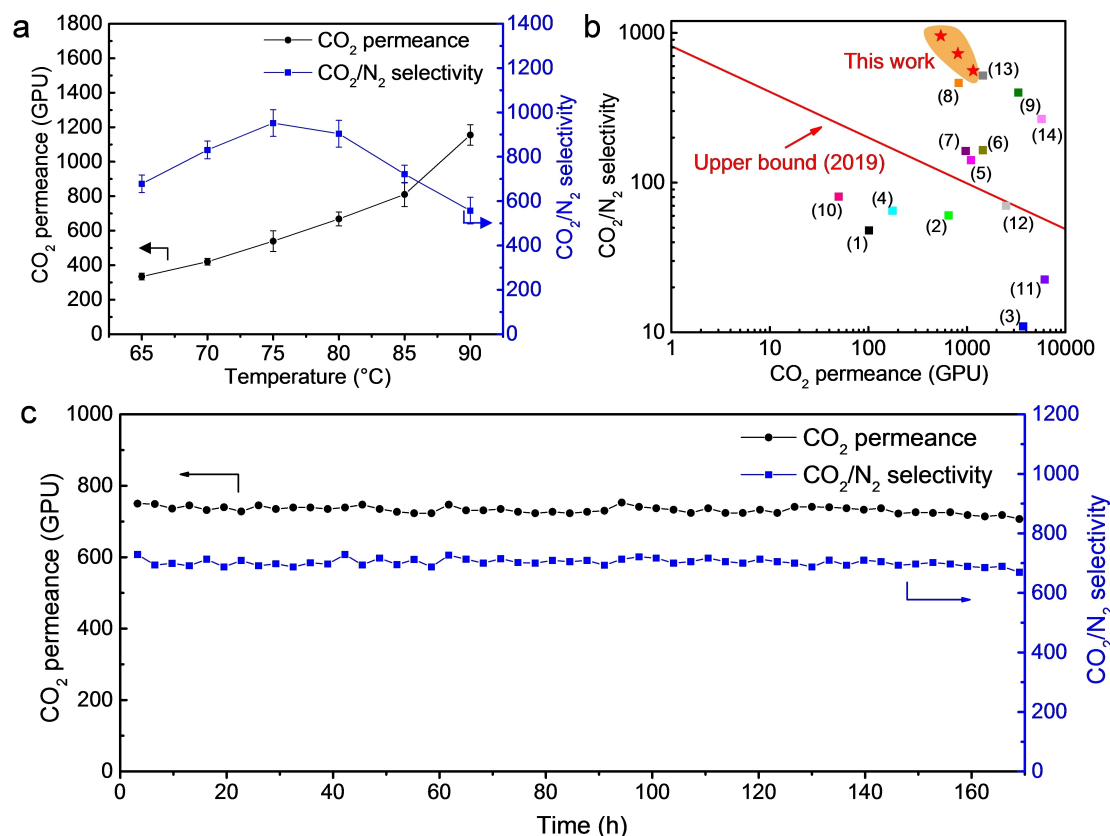 a
1800
1600
1400
1200
1000
800
600
400
200
0
CO₂ permeance (GPU)
CO₂ permeance
CO₂/N₂ selectivity
1400
1200
1000
800
600
400
200
0
CO₂/N₂ selectivity
65 70 75 80 85 90
Temperature (°C)
b
1000
100
10
CO₂/N₂ selectivity
This work
(13)
(8)
(9)
(14)
(7)
(6)
(5)
Upper bound (2019)
(10)
(4)
(2)
(12)
(1)
(11)
(3)
1 10 100 1000 10000
CO₂ permeance (GPU)
c
1000
800
600
400
200
0
CO₂ permeance (GPU)
CO₂ permeance
CO₂/N₂ selectivity
1200
1000
800
600
400
200
0
CO₂/N₂ selectivity
0 20 40 60 80 100 120 140 160
Time (h)